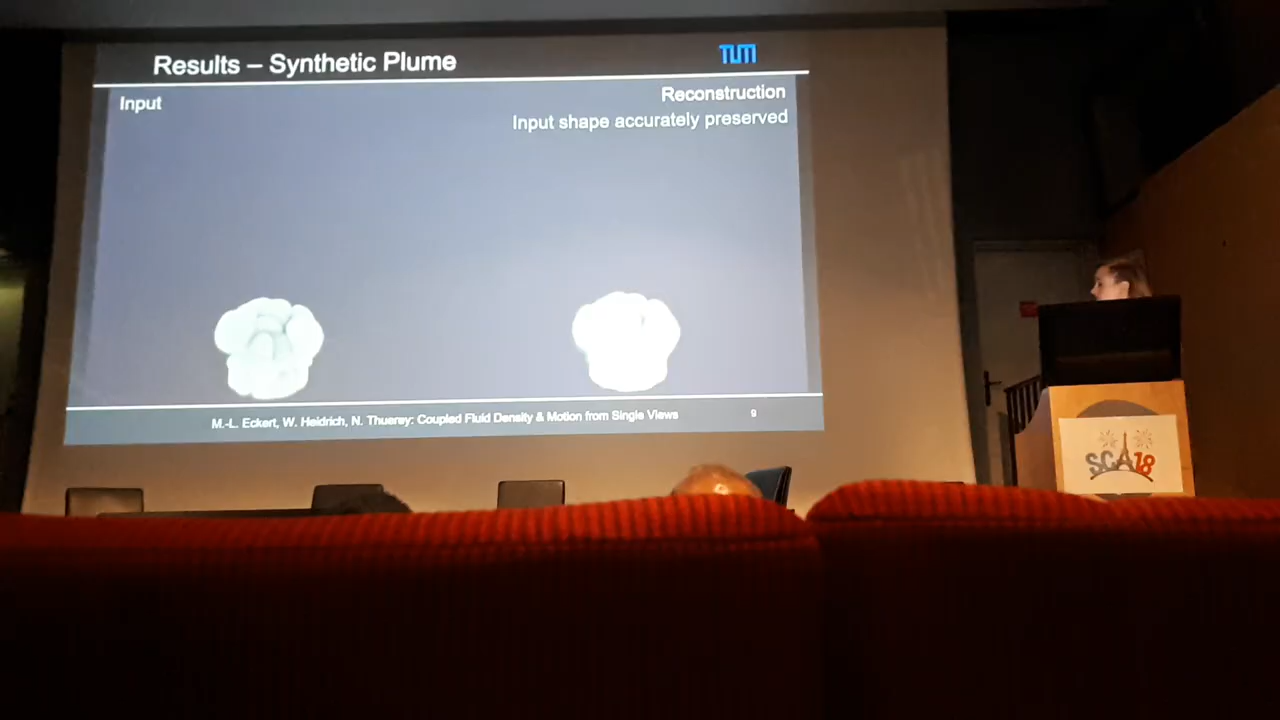 Results – Synthetic Plume
TUM
Input
Reconstruction
Input shape accurately preserved
M.-L. Eckert, W. Heidrich, N. Thuerey: Coupled Fluid Density & Motion from Single Views
9
SCA18